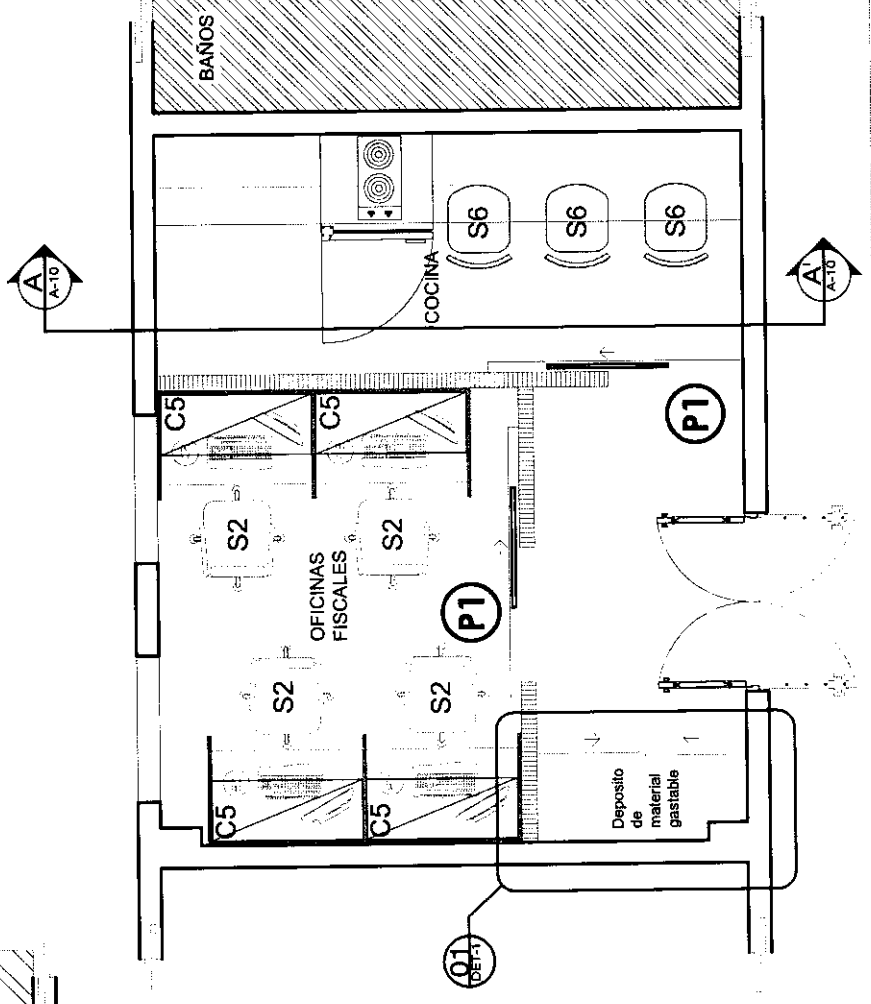 BAÑOS
A
A-10
COCINA
S6
S6
S6
A'
A-10
C5
C5
S2
S2
OFICINAS
FISCALES
P1
P1
S2
S2
C5
C5
Deposito
de
material
gastable
01
DET-1